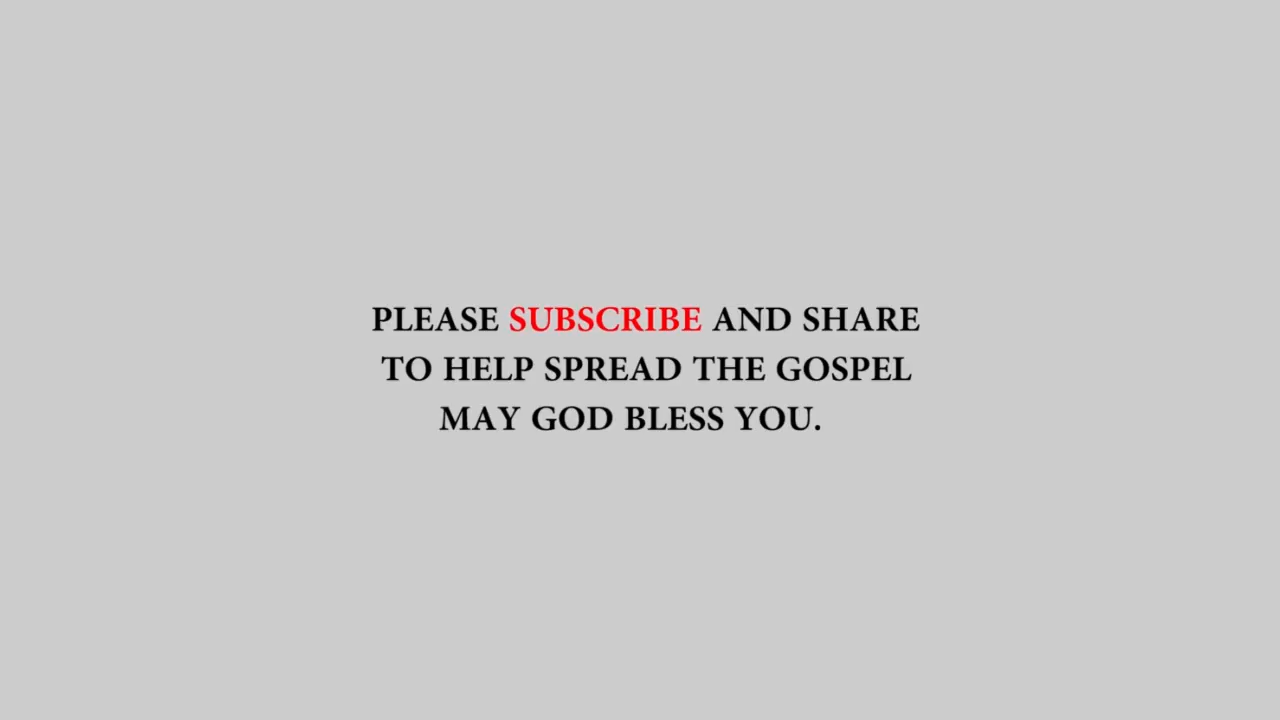 PLEASE SUBSCRIBE AND SHARE
TO HELP SPREAD THE GOSPEL
MAY GOD BLESS YOU.